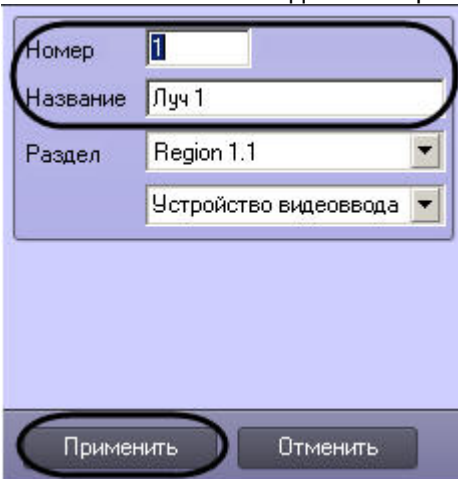 Номер 1
Название Луч 1
Раздел Region 1.1
Устройство видеоввода
Применить Отменить